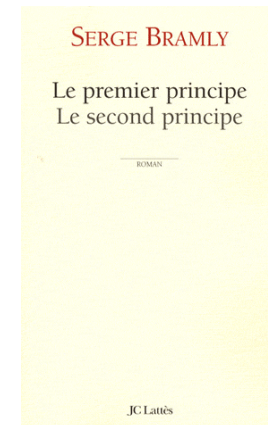 SERGE BRAMLY
Le premier principe
Le second principe
ROMAN
JC Lattès